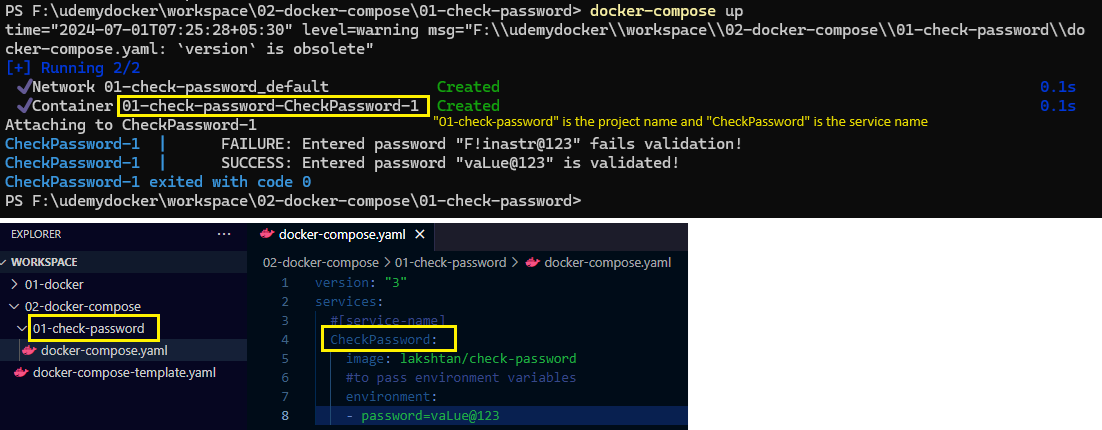 PS F:\udemydocker\workspace\02-docker-compose\01-check-password> docker-compose up
time="2024-07-01T07:25:28+05:30" level=warning msg="F:\\udemydocker\\workspace\\02-docker-compose\\01-check-password\\do
cker-compose.yaml: `version` is obsolete"
[+] Running 2/2
✔Network 01-check-password_default Created 0.1s
✔Container 01-check-password-CheckPassword-1 Created 0.1s
"01-check-password" is the project name and "CheckPassword" is the service name
Attaching to CheckPassword-1
CheckPassword-1 | FAILURE: Entered password "F!inastr@123" fails validation!
CheckPassword-1 | SUCCESS: Entered password "vaLue@123" is validated!
CheckPassword-1 exited with code 0
PS F:\udemydocker\workspace\02-docker-compose\01-check-password>
EXPLORER ···
WORKSPACE
01-docker
02-docker-compose
01-check-password
docker-compose.yaml
docker-compose-template.yaml
docker-compose.yaml ×
02-docker-compose > 01-check-password > docker-compose.yaml
1 version: "3"
2 services:
3 #[service-name]
4 CheckPassword:
5 image: lakshtan/check-password
6 #to pass environment variables
7 environment:
8 - password=vaLue@123